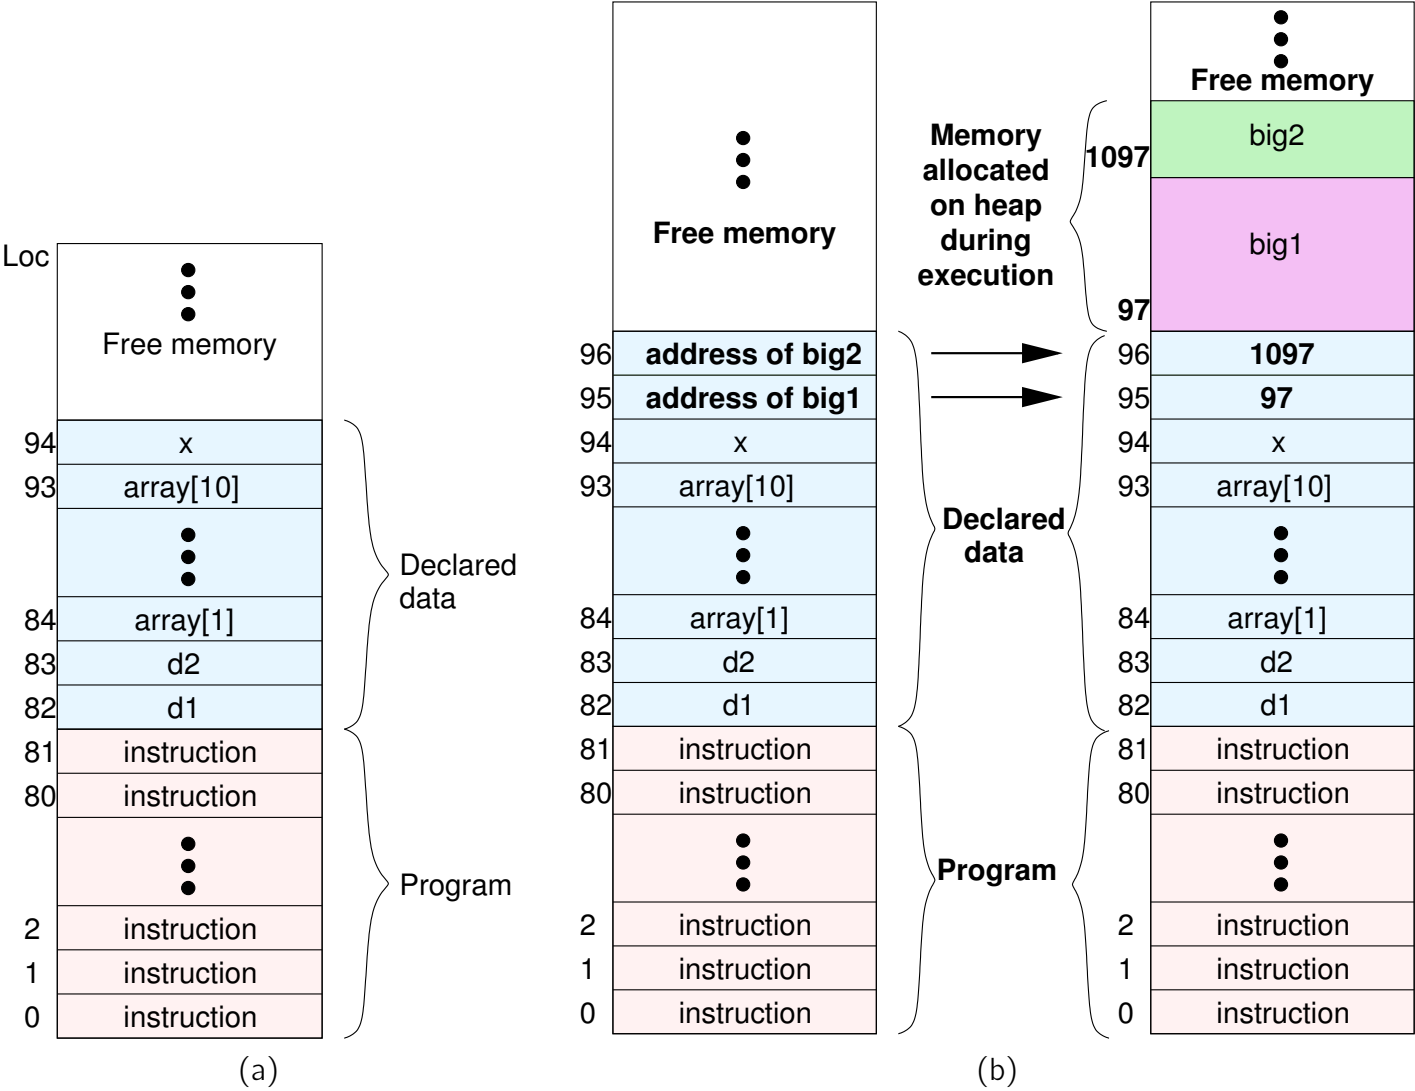 Loc
Free memory
94 x
93 array[10]
84 array[1]
83 d2
82 d1
81 instruction
80 instruction
2 instruction
1 instruction
0 instruction
Declared
data
Program
(a)
Free memory
96 address of big2
95 address of big1
94 x
93 array[10]
84 array[1]
83 d2
82 d1
81 instruction
80 instruction
2 instruction
1 instruction
0 instruction
Memory
allocated
on heap
during
execution
Declared
data
Program
Free memory
big2
1097
big1
97
96 1097
95 97
94 x
93 array[10]
84 array[1]
83 d2
82 d1
81 instruction
80 instruction
2 instruction
1 instruction
0 instruction
(b)